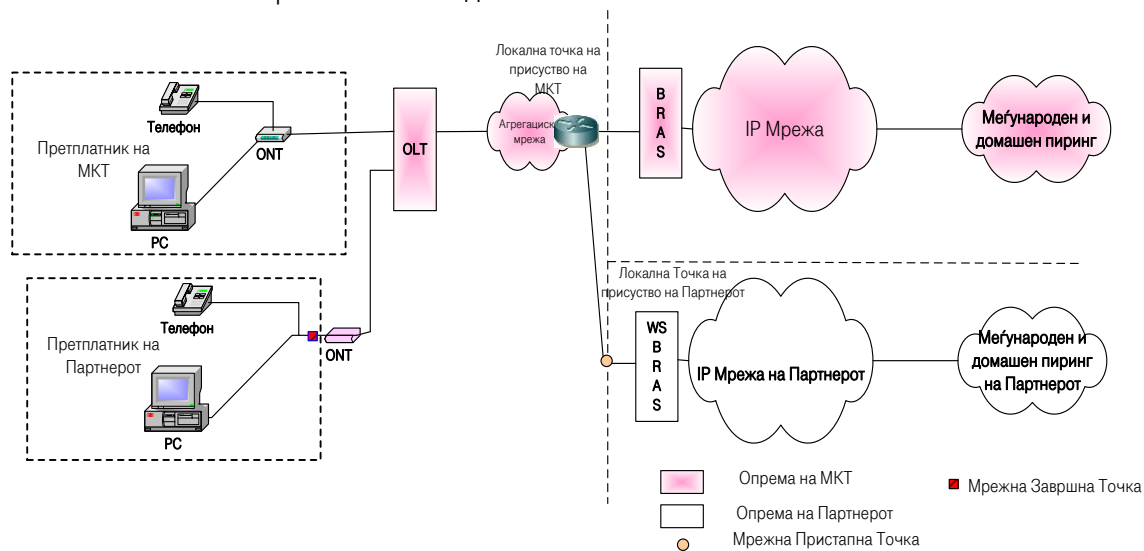 Локална точка на
присуство на
МКТ
Телефон
Претплатник на
МКТ
ONT
PC
OLT
Агрегациск
мрежа
B
R
A
S
IP Мрежа
Меѓународен и
домашен пиринг
Локална Точка на
присуство на Партнерот
Телефон
Претплатник на
Партнерот
ONT
PC
WS
B
R
A
S
IP Мрежа на Партнерот
Меѓународен и
домашен пиринг
на Партнерот
Опрема на МКТ
Мрежна Завршна Точка
Опрема на Партнерот
Мрежна Пристапна Точка